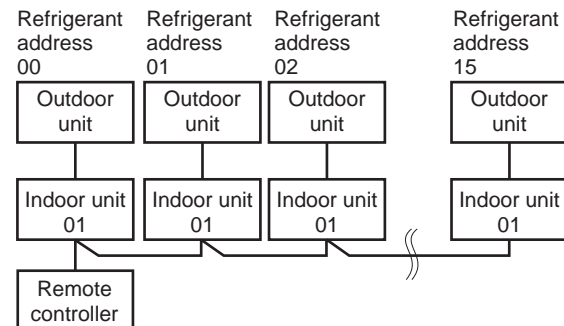 Refrigerant
address
00
Refrigerant
address
01
Refrigerant
address
02
Refrigerant
address
15
Outdoor
unit
Outdoor
unit
Outdoor
unit
Outdoor
unit
Indoor unit
01
Indoor unit
01
Indoor unit
01
Indoor unit
01
Remote
controller